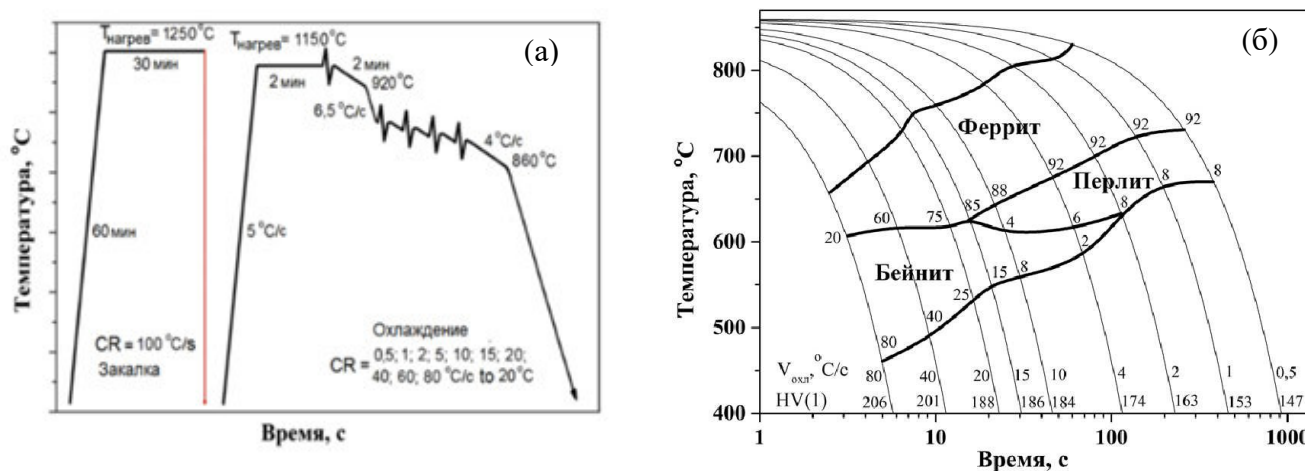 Tнагрев= 1250°C
30 мин
60 мин
CR = 100 °C/s
Закалка
Tнагрев= 1150°C
(а)
2 мин
2 мин
920°C
6,5 °C/c
4 °C/c
860°C
5 °C/c
Охлаждение
CR = 0,5; 1; 2; 5; 10; 15; 20;
40; 60; 80 °C/c to 20°C
Температура, °C
Время, с
(б)
800
700
600
500
400
Температура, °C
Феррит
92
92
92
92
88
Перлит
8
8
8
85
75
60
20
4
6
2
Бейнит
8
15
25
40
80
Vохл, °C/c
80
40
20
15
10
4
2
1
0,5
HV(1)
206
201
188
186
184
174
163
153
147
1
10
100
1000
Время, с